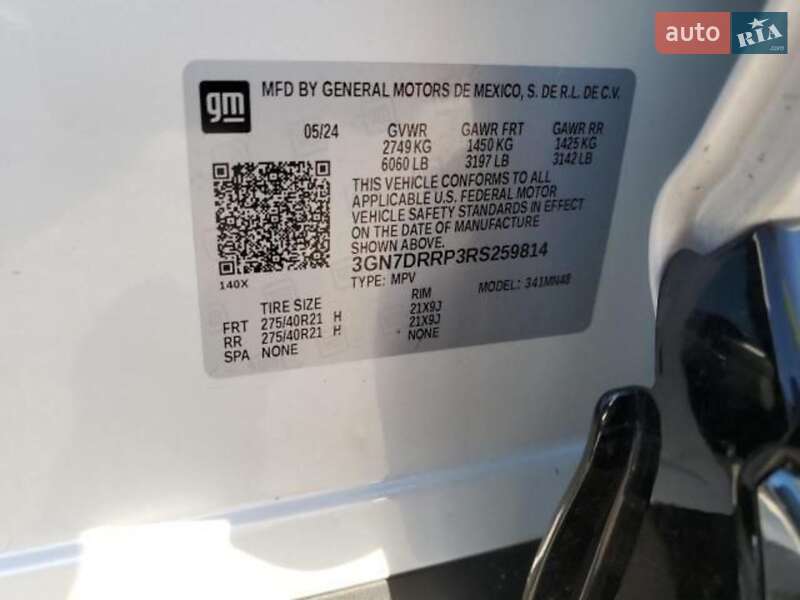 auto RIA.com
gm
MFD BY GENERAL MOTORS DE MEXICO, S. DE R.L. DE C.V.
05/24 GVWR GAWR FRT GAWR RR
2749 KG 1450 KG 1425 KG
6060 LB 3197 LB 3142 LB
THIS VEHICLE CONFORMS TO ALL
APPLICABLE U.S. FEDERAL MOTOR
VEHICLE SAFETY STANDARDS IN EFFECT
ON THE DATE OF MANUFACTURE
SHOWN ABOVE.
3GN7DRRP3RS259814
140X
TYPE: MPV MODEL: 341MN48
TIRE SIZE RIM
FRT 275/40R21 H 21X9J
RR 275/40R21 H 21X9J
SPA NONE NONE